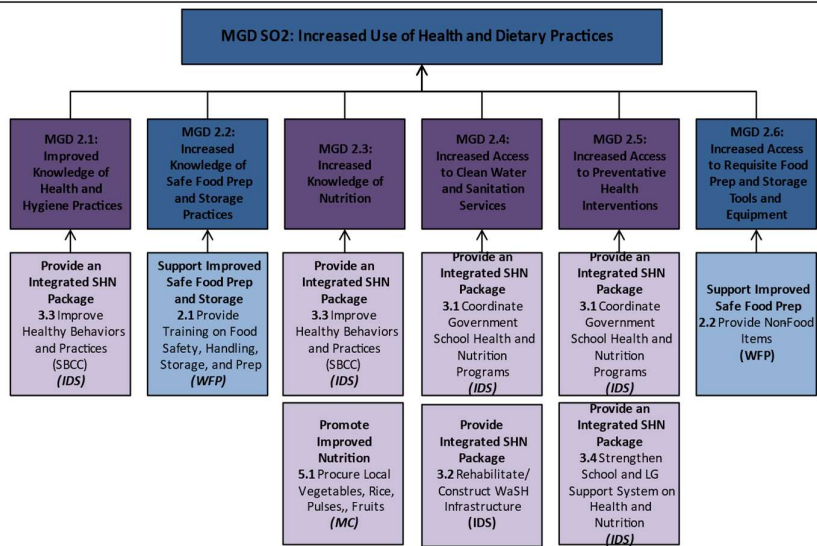 MGD SO2: Increased Use of Health and Dietary Practices
MGD 2.1:
Improved
Knowledge of
Health and
Hygiene Practices
MGD 2.2:
Increased
Knowledge of
Safe Food Prep
and Storage
Practices
MGD 2.3:
Increased
Knowledge of
Nutrition
MGD 2.4:
Increased Access
to Clean Water
and Sanitation
Services
MGD 2.5:
Increased Access
to Preventative
Health
Interventions
MGD 2.6:
Increased Access
to Requisite Food
Prep and Storage
Tools and
Equipment
Provide an
Integrated SHN
Package
3.3 Improve
Healthy Behaviors
and Practices
(SBCC)
(IDS)
Support Improved
Safe Food Prep
and Storage
2.1 Provide
Training on Food
Safety, Handling,
Storage, and Prep
(WFP)
Provide an
Integrated SHN
Package
3.3 Improve
Healthy Behaviors
and Practices
(SBCC)
(IDS)
Provide an
Integrated SHN
Package
3.1 Coordinate
Government
School Health and
Nutrition
Programs
(IDS)
Provide an
Integrated SHN
Package
3.1 Coordinate
Government
School Health and
Nutrition
Programs
(IDS)
Support Improved
Safe Food Prep
2.2 Provide NonFood
Items
(WFP)
Promote
Improved
Nutrition
5.1 Procure Local
Vegetables, Rice,
Pulses,, Fruits
(MC)
Provide
Integrated SHN
Package
3.2 Rehabilitate/
Construct WaSH
Infrastructure
(IDS)
Provide an
Integrated SHN
Package
3.4 Strengthen
School and LG
Support System on
Health and
Nutrition
(IDS)